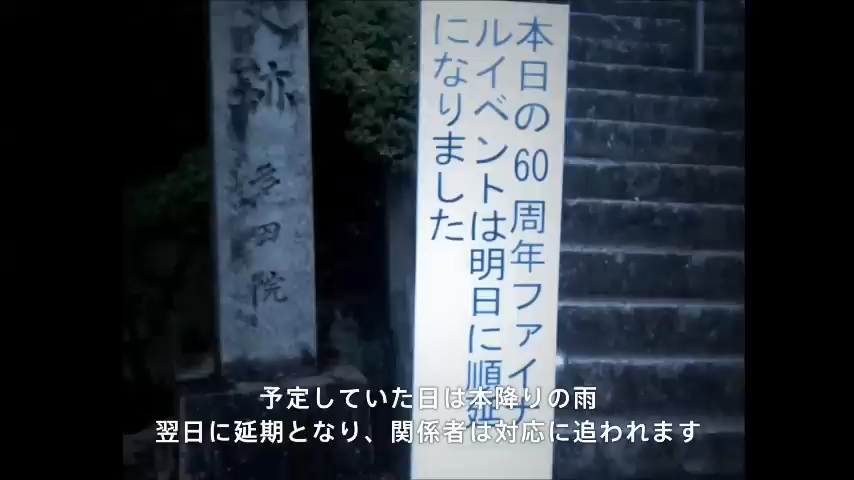 史跡 多田院
本日の60周年ファイナ
ルイベントは明日に順延
になりました
予定していた日は本降りの雨
翌日に延期となり、関係者は対応に追われます